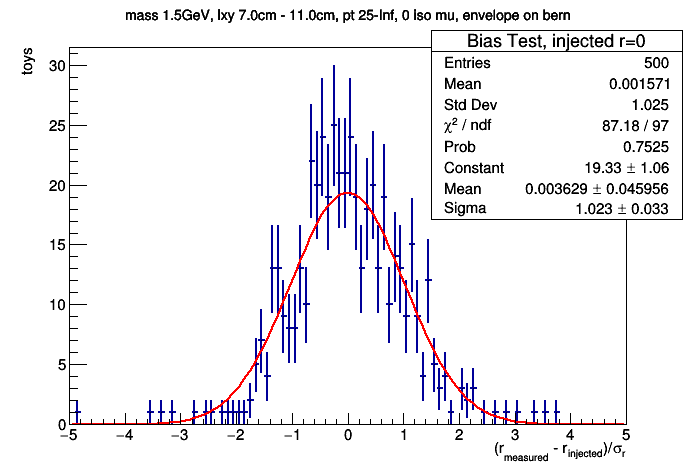 mass 1.5GeV, lxy 7.0cm - 11.0cm, pt 25-Inf, 0 Iso mu, envelope on bern
Bias Test, injected r=0
Entries 500
Mean 0.001571
Std Dev 1.025
χ² / ndf 87.18 / 97
Prob 0.7525
Constant 19.33 ± 1.06
Mean 0.003629 ± 0.045956
Sigma 1.023 ± 0.033
toys
30
25
20
15
10
5
0
−5 −4 −3 −2 −1 0 1 2 3 4 5
(r_measured - r_injected)/σ_r